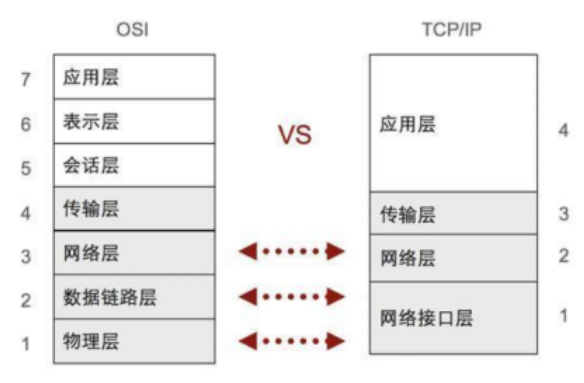 OSI
TCP/IP
7 应用层
6 表示层
5 会话层
4 传输层
3 网络层
2 数据链路层
1 物理层
VS
应用层 4
传输层 3
网络层 2
网络接口层 1